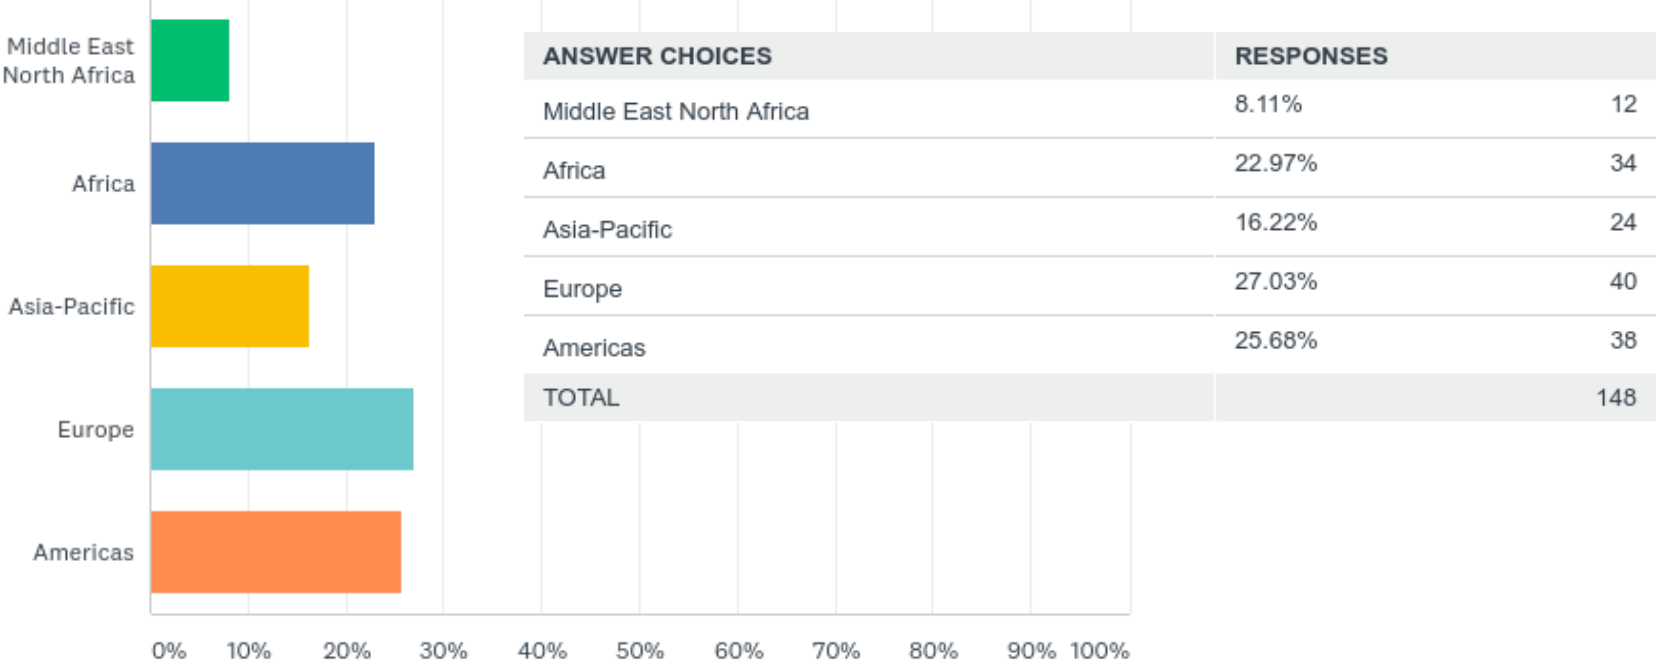 Middle East
North Africa
Africa
Asia-Pacific
Europe
Americas
0% 10% 20% 30% 40% 50% 60% 70% 80% 90% 100%
ANSWER CHOICES RESPONSES
Middle East North Africa 8.11% 12
Africa 22.97% 34
Asia-Pacific 16.22% 24
Europe 27.03% 40
Americas 25.68% 38
TOTAL 148